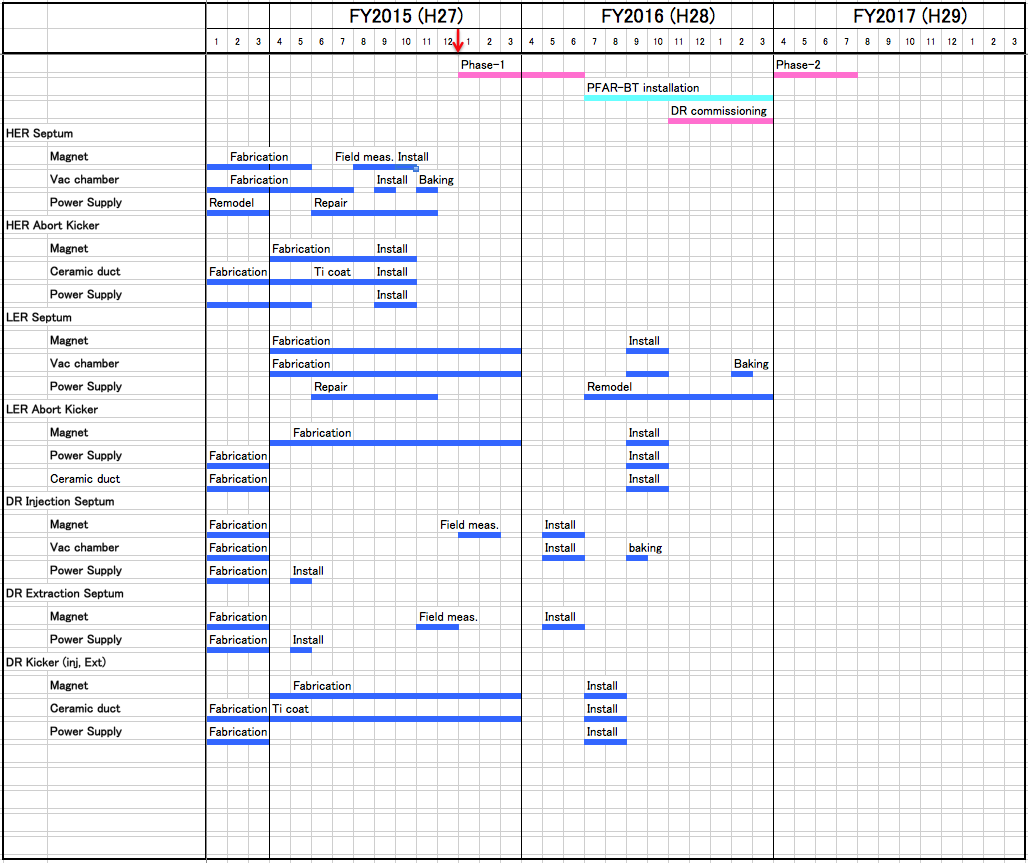 FY2015 (H27) FY2016 (H28) FY2017 (H29)
1 2 3 4 5 6 7 8 9 10 11 12 1 2 3 4 5 6 7 8 9 10 11 12 1 2 3 4 5 6 7 8 9 10 11 12 1 2 3
Phase-1 Phase-2
PFAR-BT installation
DR commissioning
HER Septum
Magnet Fabrication Field meas. Install
Vac chamber Fabrication Install Baking
Power Supply Remodel Repair
HER Abort Kicker
Magnet Fabrication Install
Ceramic duct Fabrication Ti coat Install
Power Supply Install
LER Septum
Magnet Fabrication Install
Vac chamber Fabrication Baking
Power Supply Repair Remodel
LER Abort Kicker
Magnet Fabrication Install
Power Supply Fabrication Install
Ceramic duct Fabrication Install
DR Injection Septum
Magnet Fabrication Field meas. Install
Vac chamber Fabrication Install baking
Power Supply Fabrication Install
DR Extraction Septum
Magnet Fabrication Field meas. Install
Power Supply Fabrication Install
DR Kicker (inj, Ext)
Magnet Fabrication Install
Ceramic duct Fabrication Ti coat Install
Power Supply Fabrication Install